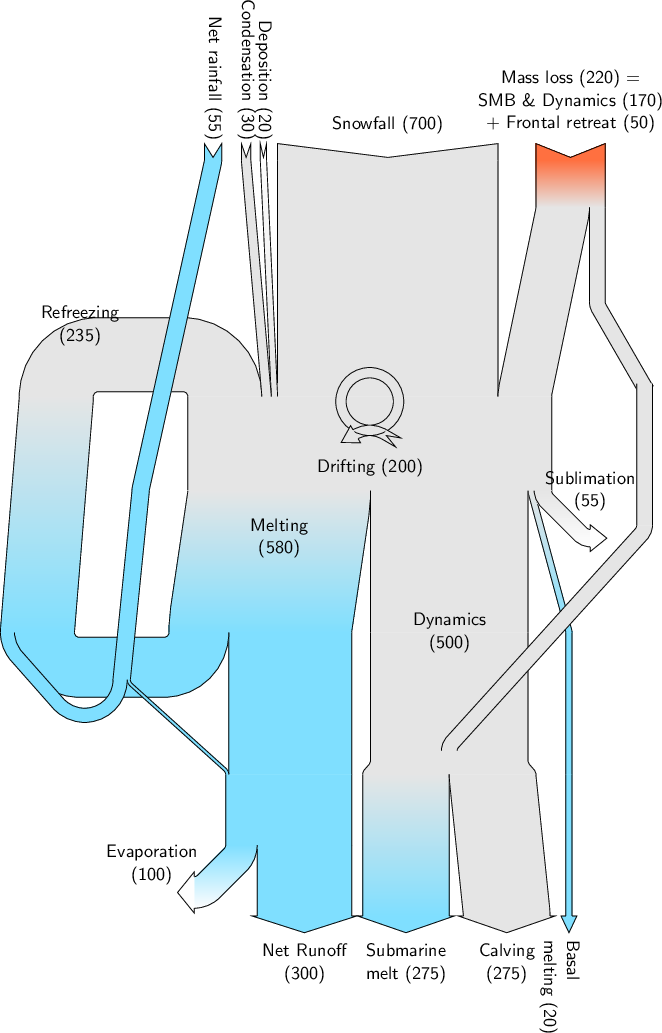 Net rainfall (55)
Condensation (30)
Deposition (20)
Snowfall (700)
Mass loss (220) =
SMB & Dynamics (170)
+ Frontal retreat (50)
Refreezing
(235)
Drifting (200)
Sublimation
(55)
Melting
(580)
Dynamics
(500)
Evaporation
(100)
Net Runoff
(300)
Submarine
melt (275)
Calving
(275)
Basal
melting (20)